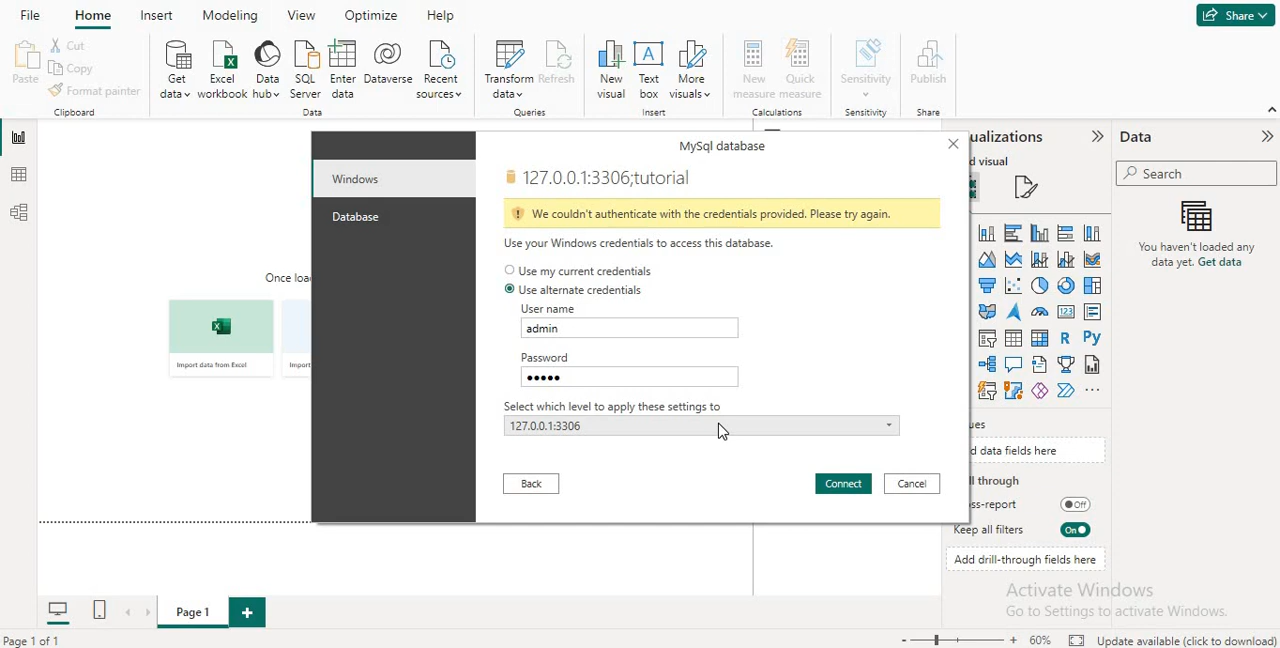 File Home Insert Modeling View Optimize Help Share
Paste Cut Copy Format painter Clipboard
Get data Excel workbook Data hub SQL Server Enter data Dataverse Recent sources Data
Transform data Refresh Queries
New visual Text box More visuals Insert
New measure Quick measure Calculations
Sensitivity Sensitivity
Publish Share
MySql database
Windows
Database
127.0.0.1:3306;tutorial
We couldn't authenticate with the credentials provided. Please try again.
Use your Windows credentials to access this database.
Use my current credentials
Use alternate credentials
User name
admin
Password
Select which level to apply these settings to
127.0.0.1:3306
Back Connect Cancel
Once loa
Import data from Excel
Import
ualizations
d visual
R Py
ues
d data fields here
ll through
ss-report Off
Keep all filters On
Add drill-through fields here
Data
Search
You haven't loaded any
data yet. Get data
Activate Windows
Go to Settings to activate Windows.
Page 1
Page 1 of 1
- + 60% Update available (click to download)